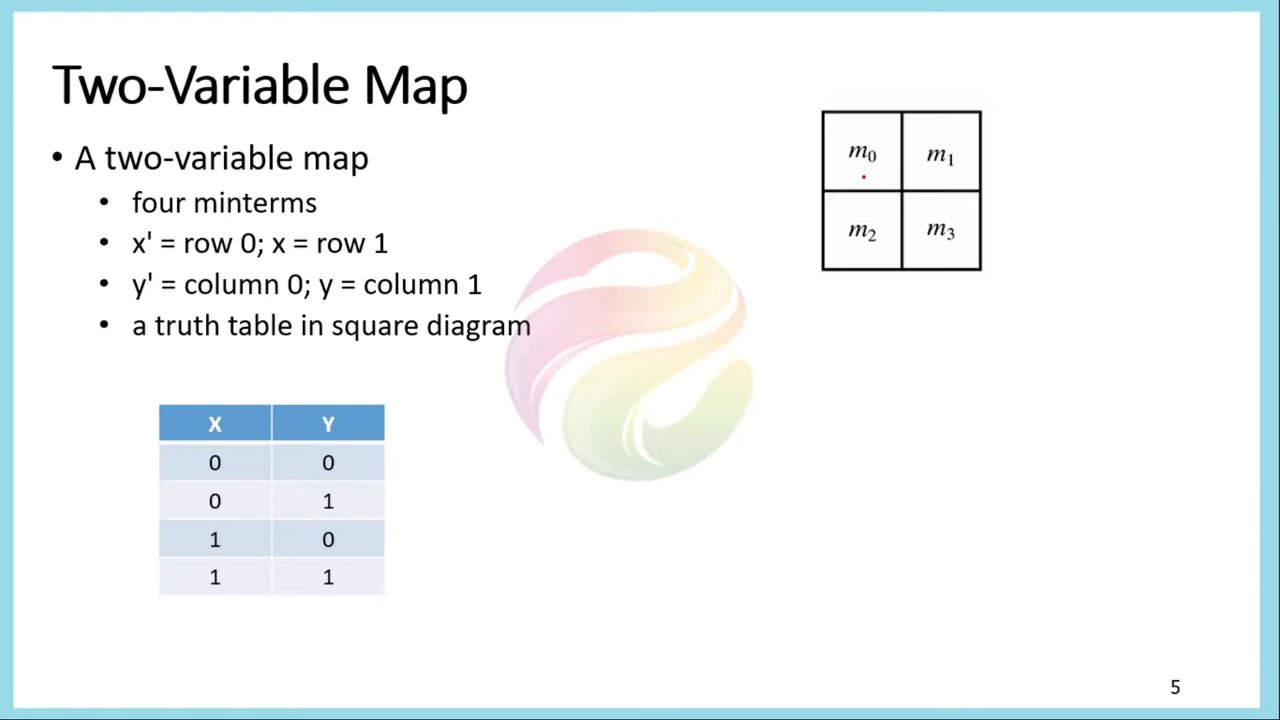 Two-Variable Map
• A two-variable map
• four minterms
• x' = row 0; x = row 1
• y' = column 0; y = column 1
• a truth table in square diagram
m₀ m₁
m₂ m₃
X Y
0 0
0 1
1 0
1 1
5